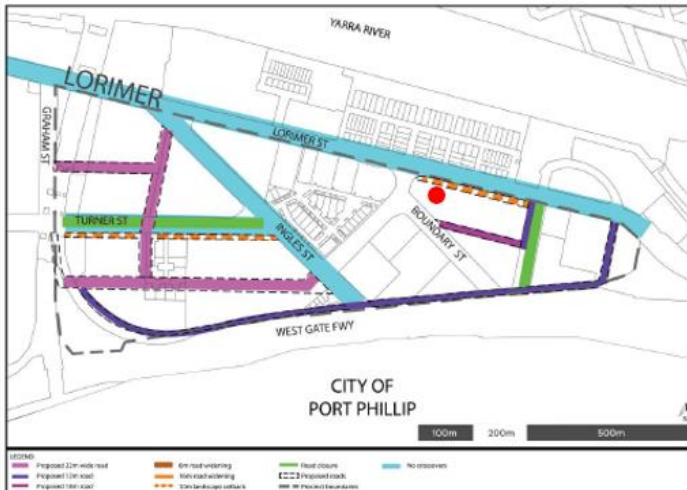 YARRA RIVER
LORIMER
GRAHAM ST
LORIMER ST
TURNER ST
INGLES ST
BOUNDARY ST
WEST GATE FWY
CITY OF
PORT PHILLIP
100m 200m 500m
LEGEND
Proposed 22m wide road
6m road widening
Road closure
No crossovers
Proposed 12m road
16m road widening
Proposed roads
Proposed 18m road
10m landscape setback
Precinct boundaries